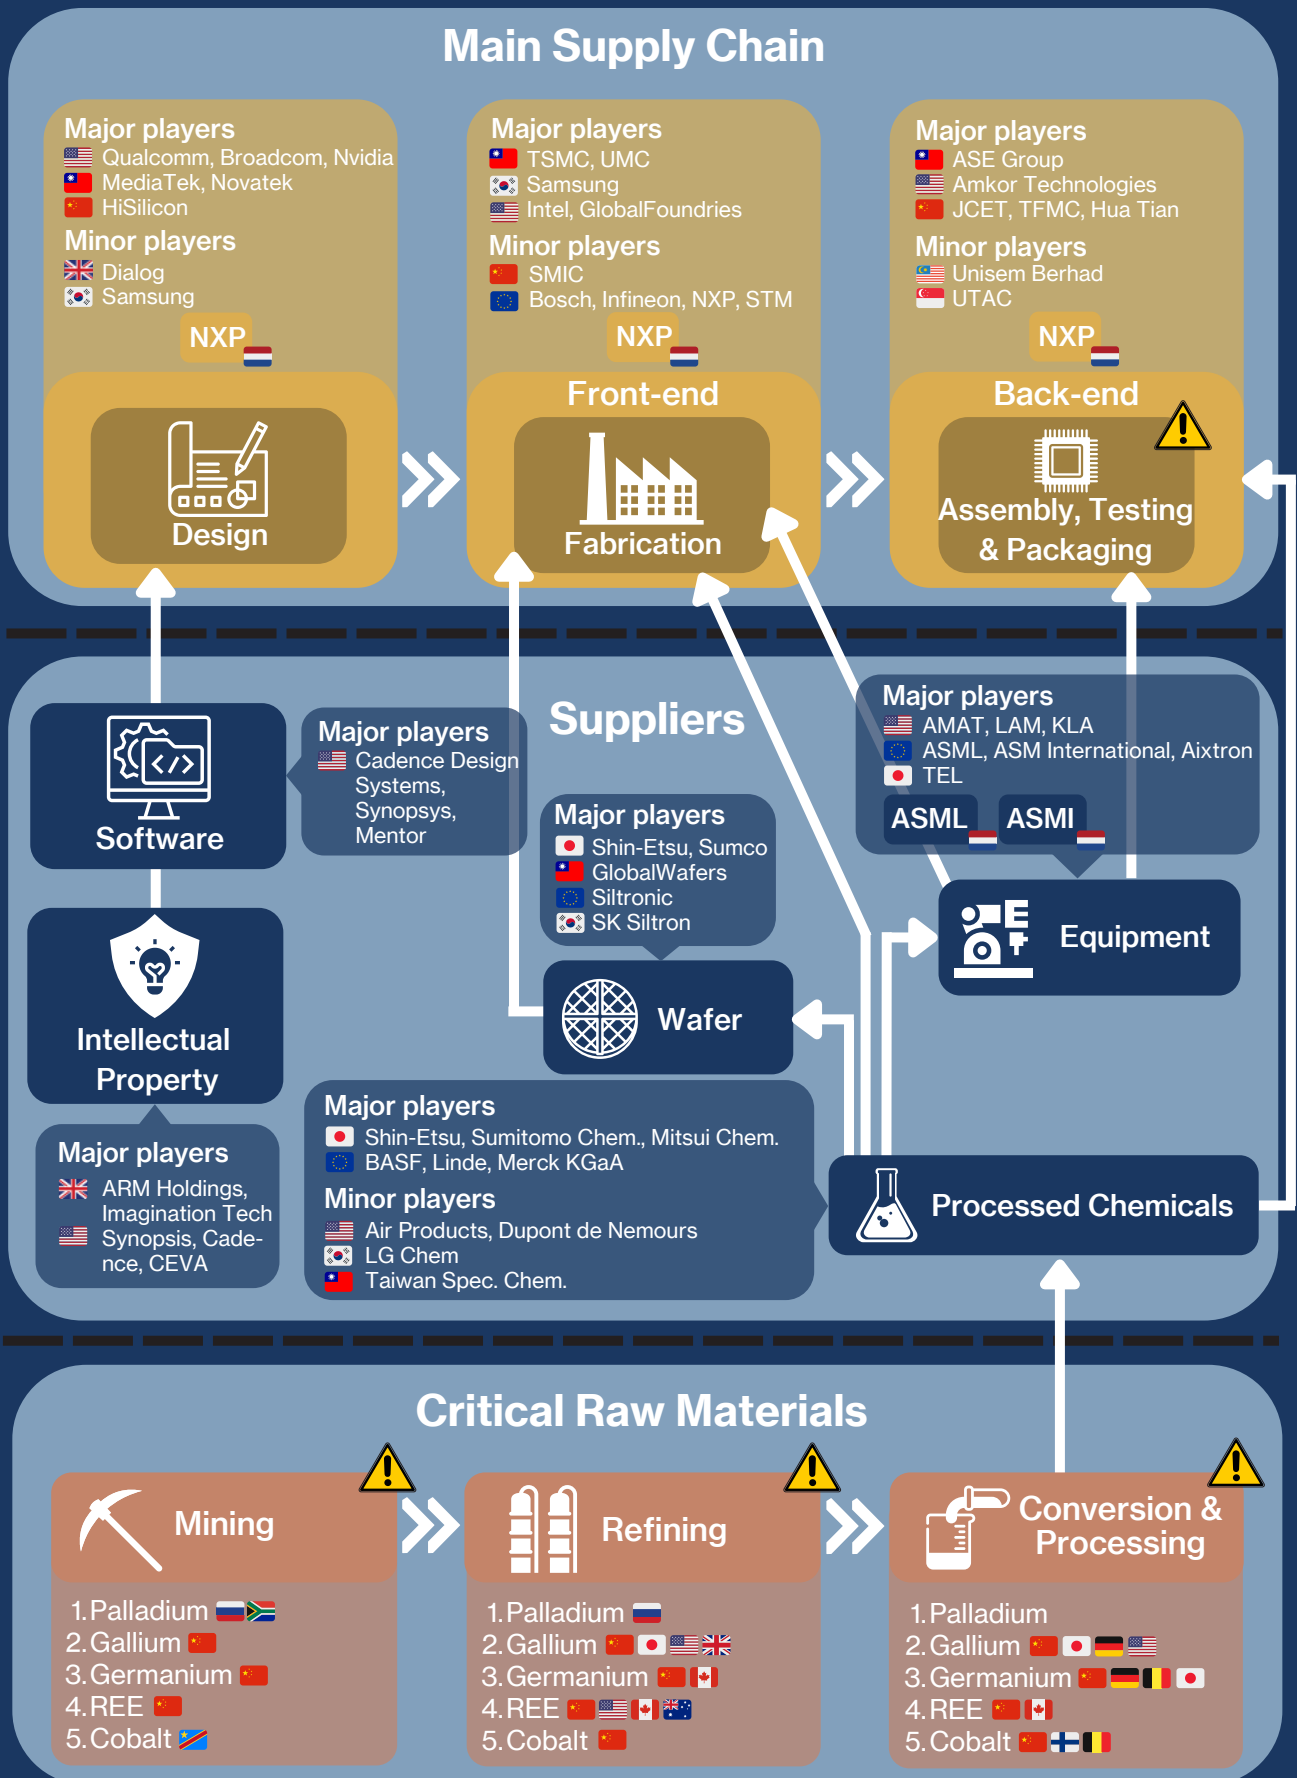 Main Supply Chain
Major players
Qualcomm, Broadcom, Nvidia
MediaTek, Novatek
HiSilicon
Minor players
Dialog
Samsung
NXP
Design
Major players
TSMC, UMC
Samsung
Intel, GlobalFoundries
Minor players
SMIC
Bosch, Infineon, NXP, STM
NXP
Front-end
Fabrication
Major players
ASE Group
Amkor Technologies
JCET, TFMC, Hua Tian
Minor players
Unisem Berhad
UTAC
NXP
Back-end
Assembly, Testing
& Packaging
Suppliers
Software
Major players
Cadence Design
Systems,
Synopsys,
Mentor
Intellectual
Property
Major players
ARM Holdings,
Imagination Tech
Synopsis, Cade-
nce, CEVA
Major players
Shin-Etsu, Sumco
GlobalWafers
Siltronic
SK Siltron
Wafer
Major players
AMAT, LAM, KLA
ASML, ASM International, Aixtron
TEL
ASML
ASMI
Equipment
Major players
Shin-Etsu, Sumitomo Chem., Mitsui Chem.
BASF, Linde, Merck KGaA
Minor players
Air Products, Dupont de Nemours
LG Chem
Taiwan Spec. Chem.
Processed Chemicals
Critical Raw Materials
Mining
1. Palladium
2. Gallium
3. Germanium
4. REE
5. Cobalt
Refining
1. Palladium
2. Gallium
3. Germanium
4. REE
5. Cobalt
Conversion &
Processing
1. Palladium
2. Gallium
3. Germanium
4. REE
5. Cobalt